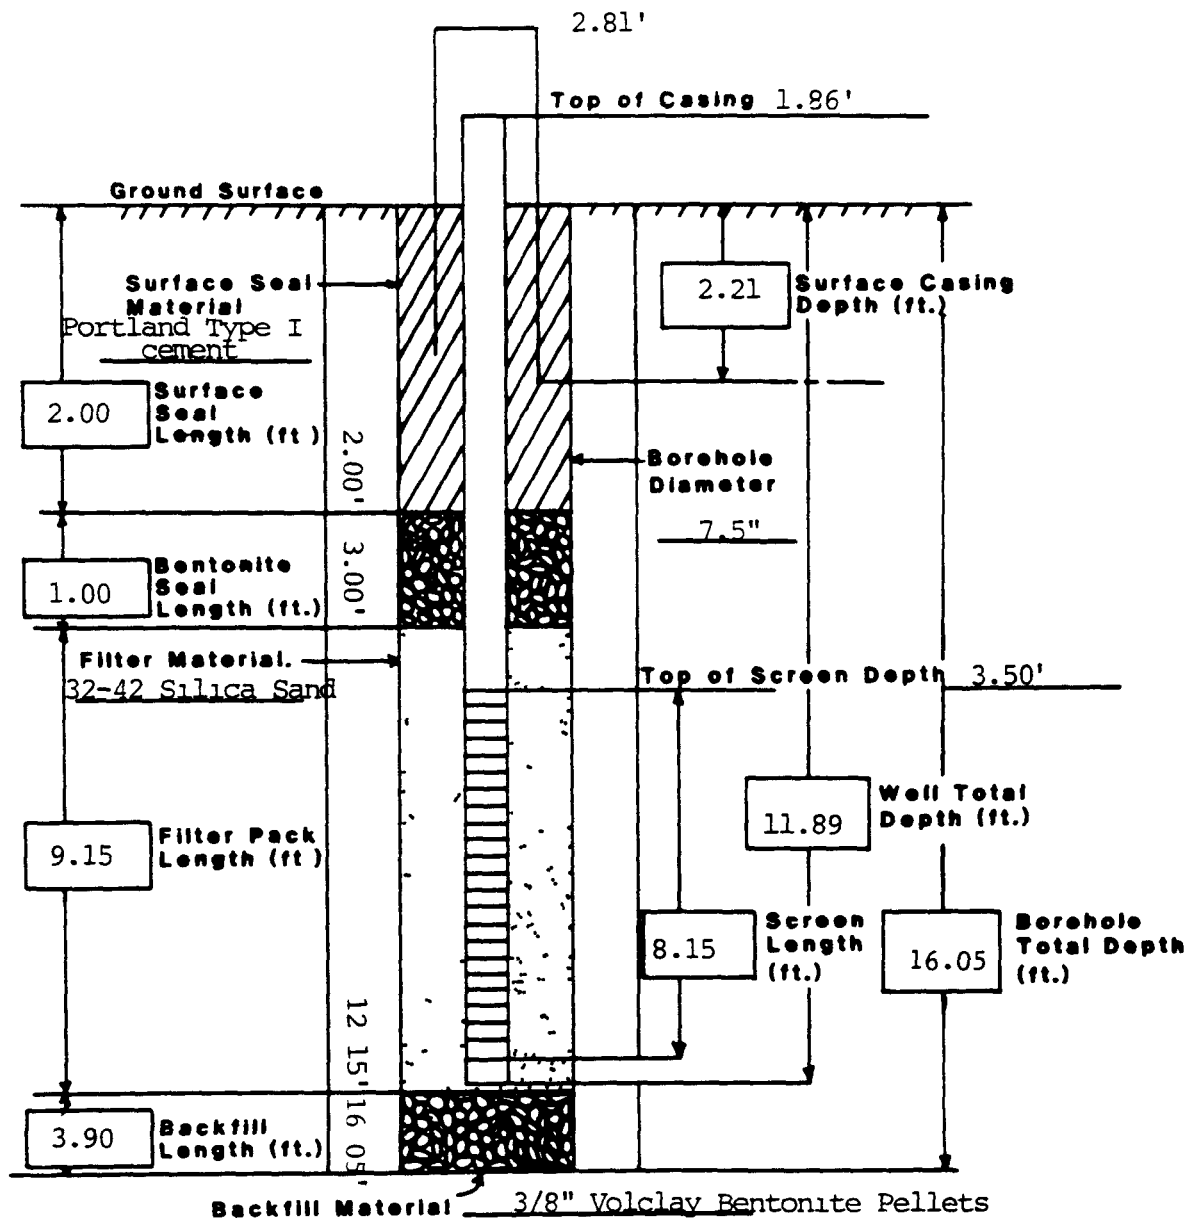 2.81'
Top of Casing 1.86'
Ground Surface
Surface Seal
Material
Portland Type I
cement
2.21
Surface Casing
Depth (ft.)
2.00
Surface
Seal
Length (ft )
2.00'
Borehole
Diameter
7.5"
1.00
Bentonite
Seal
Length (ft.)
3.00'
Filter Material.
32-42 Silica Sand
Top of Screen Depth 3.50'
11.89
Well Total
Depth (ft.)
9.15
Filter Pack
Length (ft )
8.15
Screen
Length
(ft.)
16.05
Borehole
Total Depth
(ft.)
12 15'
3.90
Backfill
Length (ft.)
16 05'
Backfill Material 3/8" Volclay Bentonite Pellets